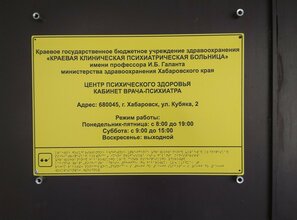 Краевое государственное бюджетное учреждение здравоохранения
«КРАЕВАЯ КЛИНИЧЕСКАЯ ПСИХИАТРИЧЕСКАЯ БОЛЬНИЦА»
имени профессора И.Б. Галанта
министерства здравоохранения Хабаровского края
ЦЕНТР ПСИХИЧЕСКОГО ЗДОРОВЬЯ
КАБИНЕТ ВРАЧА-ПСИХИАТРА
Адрес: 680045, г. Хабаровск, ул. Кубяка, 2
Режим работы:
Понедельник-пятница: с 8:00 до 19:00
Суббота: с 9:00 до 15:00
Воскресенье: выходной